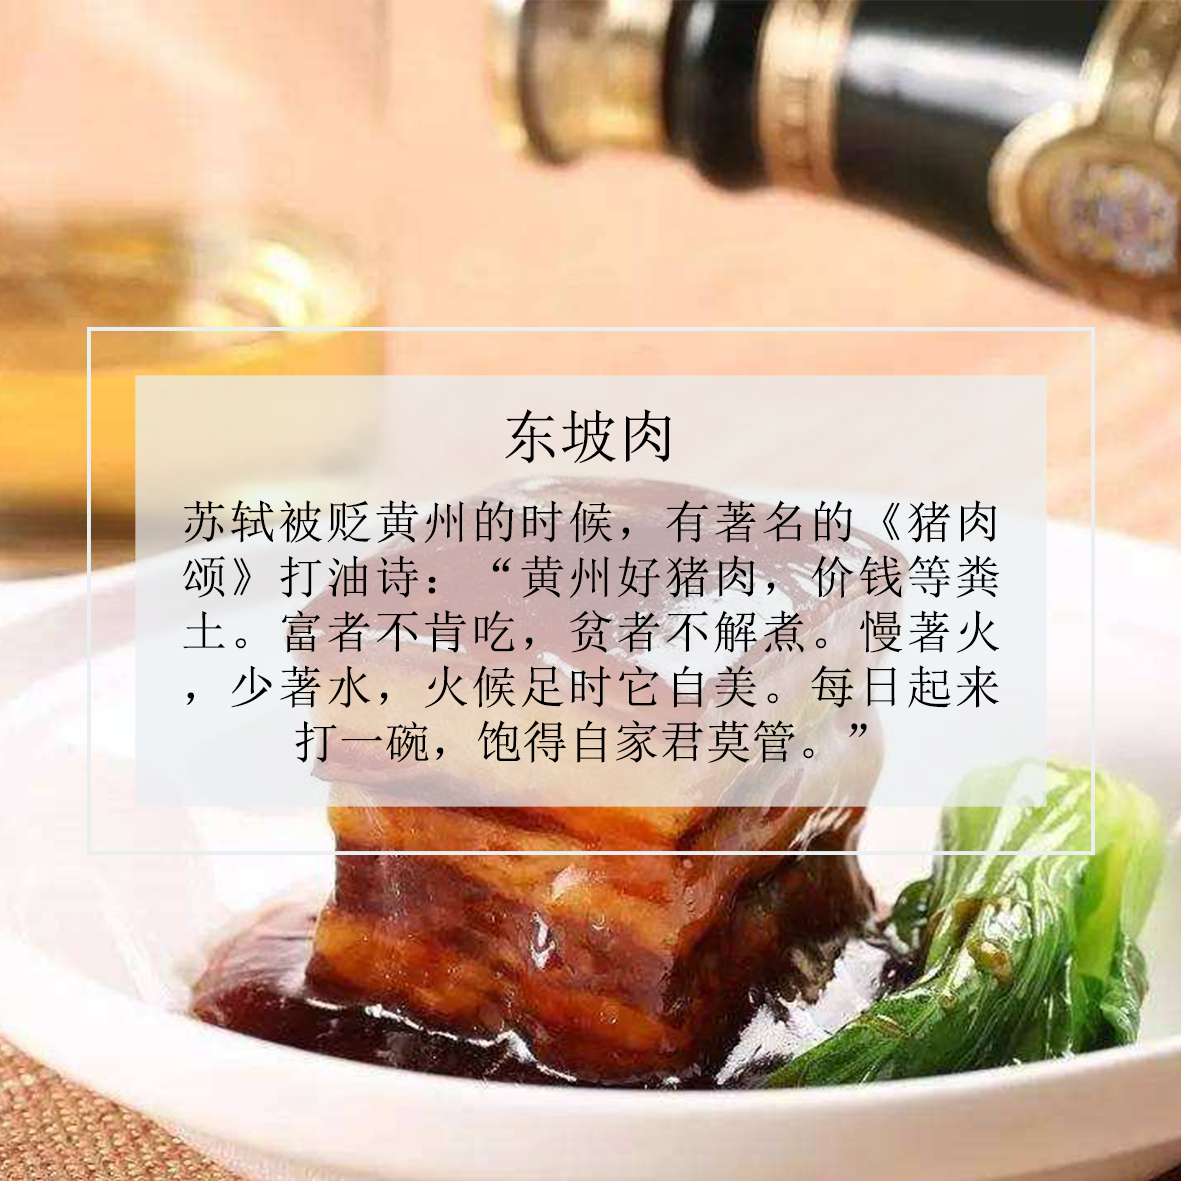 东坡肉
苏轼被贬黄州的时候，有著名的《猪肉
颂》打油诗：“黄州好猪肉，价钱等粪
土。富者不肯吃，贫者不解煮。慢著火
，少著水，火候足时它自美。每日起来
打一碗，饱得自家君莫管。”